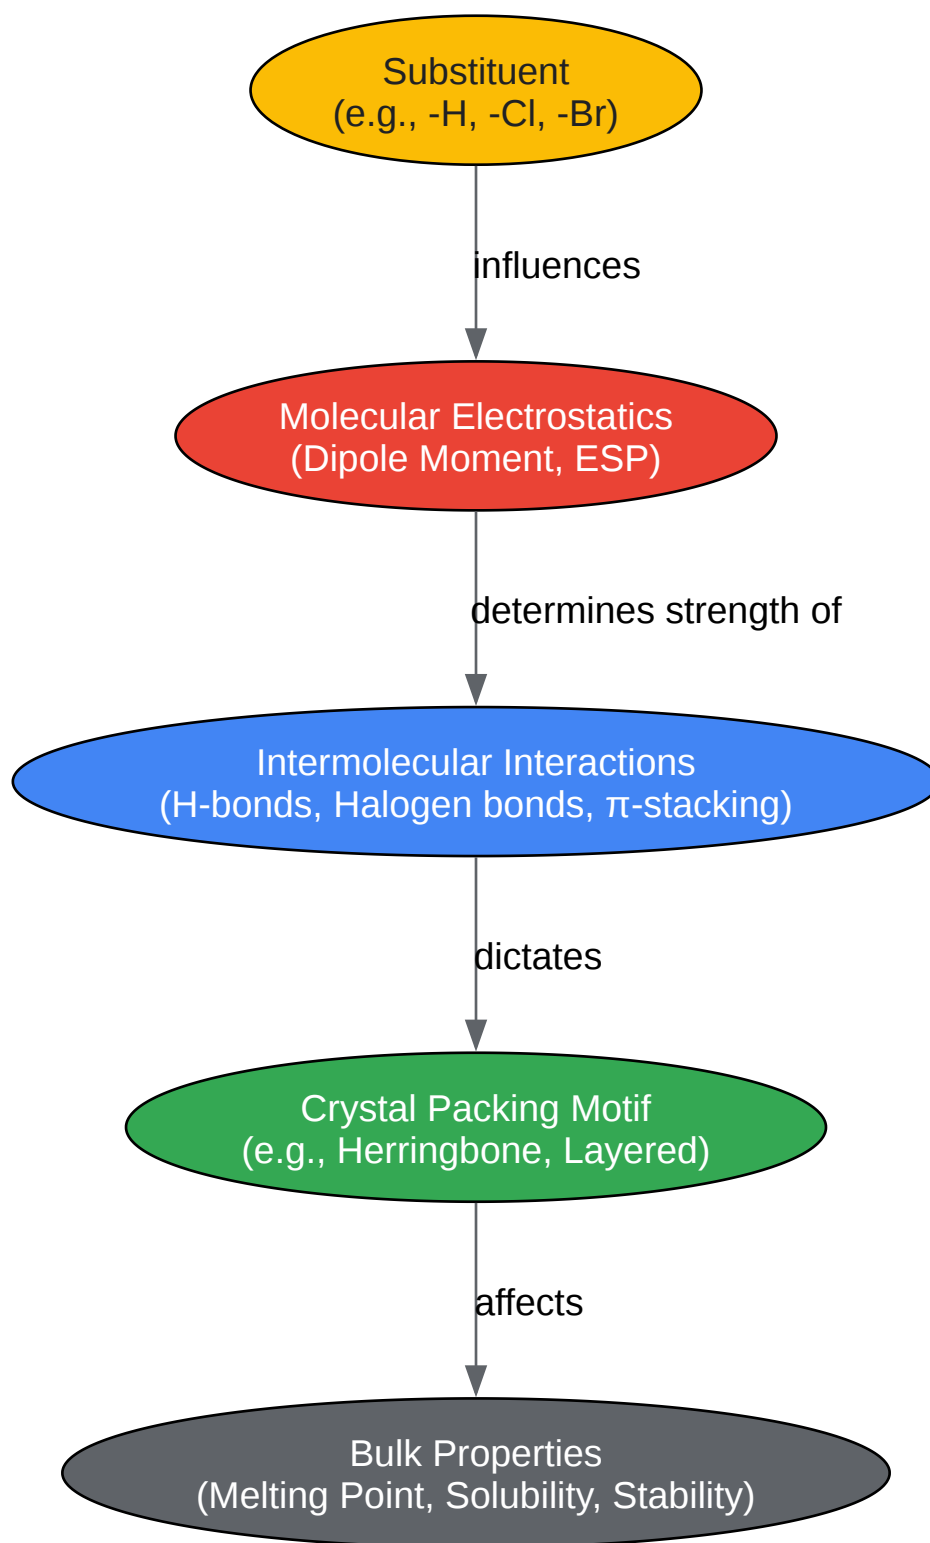 Substituent
(e.g., -H, -Cl, -Br)
influences
Molecular Electrostatics
(Dipole Moment, ESP)
determines strength of
Intermolecular Interactions
(H-bonds, Halogen bonds, π-stacking)
dictates
Crystal Packing Motif
(e.g., Herringbone, Layered)
affects
Bulk Properties
(Melting Point, Solubility, Stability)